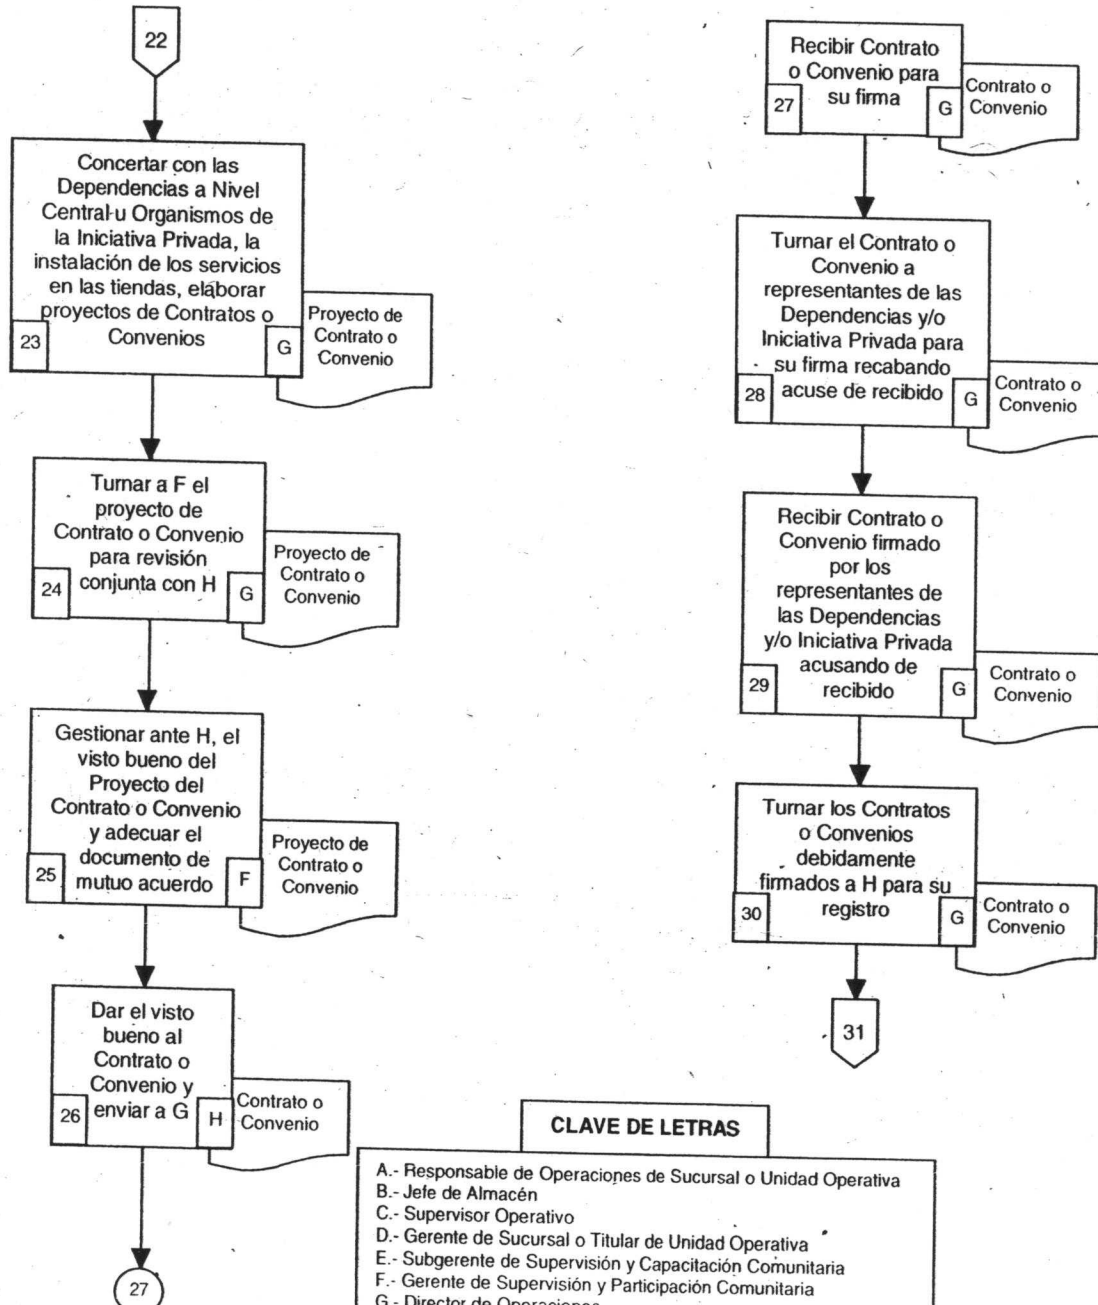 22
Concertar con las
Dependencias a Nivel
Central u Organismos de
la Iniciativa Privada, la
instalación de los servicios
en las tiendas, elaborar
proyectos de Contratos o
Convenios
23
G
Proyecto de
Contrato o
Convenio
Turnar a F el
proyecto de
Contrato o Convenio
para revisión
conjunta con H
24
G
Proyecto de
Contrato o
Convenio
Gestionar ante H, el
visto bueno del
Proyecto del
Contrato o Convenio
y adecuar el
documento de
mutuo acuerdo
25
F
Proyecto de
Contrato o
Convenio
Dar el visto
bueno al
Contrato o
Convenio y
enviar a G
26
H
Contrato o
Convenio
27
Recibir Contrato
o Convenio para
su firma
27
G
Contrato o
Convenio
Turnar el Contrato o
Convenio a
representantes de las
Dependencias y/o
Iniciativa Privada para
su firma recabando
acuse de recibido
28
G
Contrato o
Convenio
Recibir Contrato o
Convenio firmado
por los
representantes de
las Dependencias
y/o Iniciativa Privada
acusando de
recibido
29
G
Contrato o
Convenio
Turnar los Contratos
o Convenios
debidamente
firmados a H para su
registro
30
G
Contrato o
Convenio
31
CLAVE DE LETRAS
A.- Responsable de Operaciones de Sucursal o Unidad Operativa
B.- Jefe de Almacén
C.- Supervisor Operativo
D.- Gerente de Sucursal o Titular de Unidad Operativa
E.- Subgerente de Supervisión y Capacitación Comunitaria
F.- Gerente de Supervisión y Participación Comunitaria
G.- Director de Operaciones